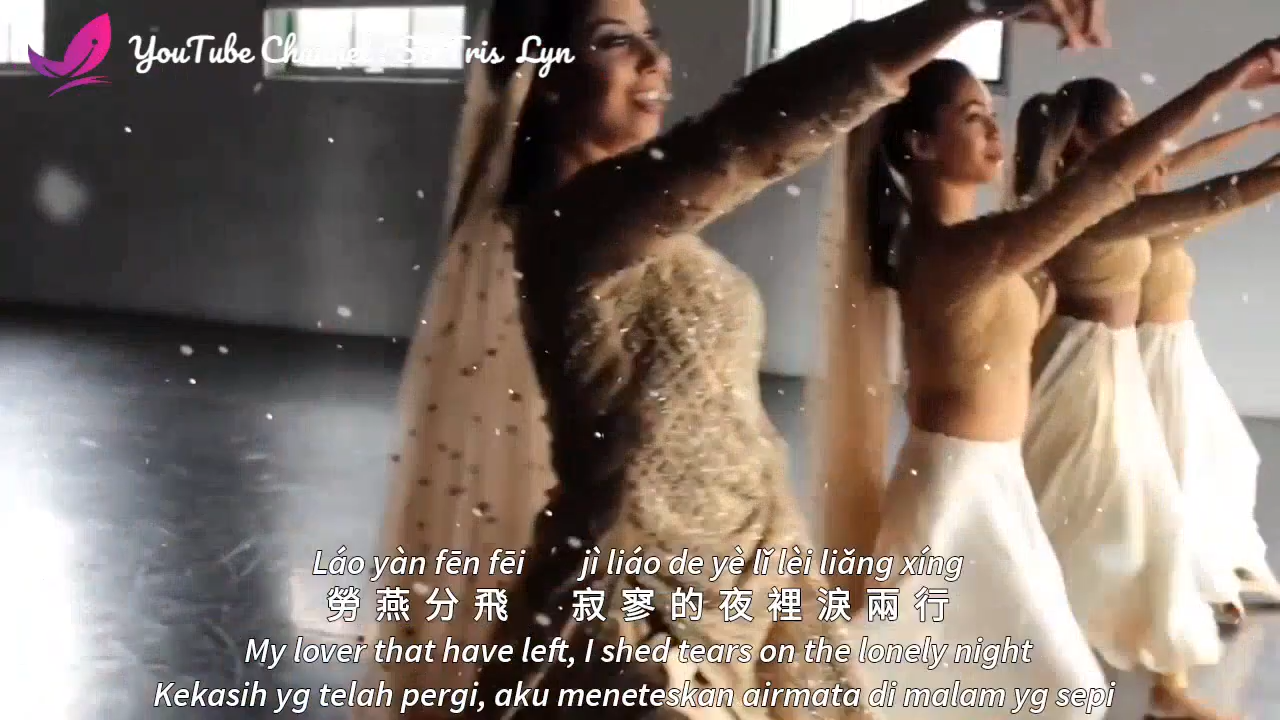 YouTube Channel : SoTris Lyn
Láo yàn fēn fēi jì liáo de yè lǐ lèi liǎng xíng
勞燕分飛 寂寥的夜裡淚兩行
My lover that have left, I shed tears on the lonely night
Kekasih yg telah pergi, aku meneteskan airmata di malam yg sepi